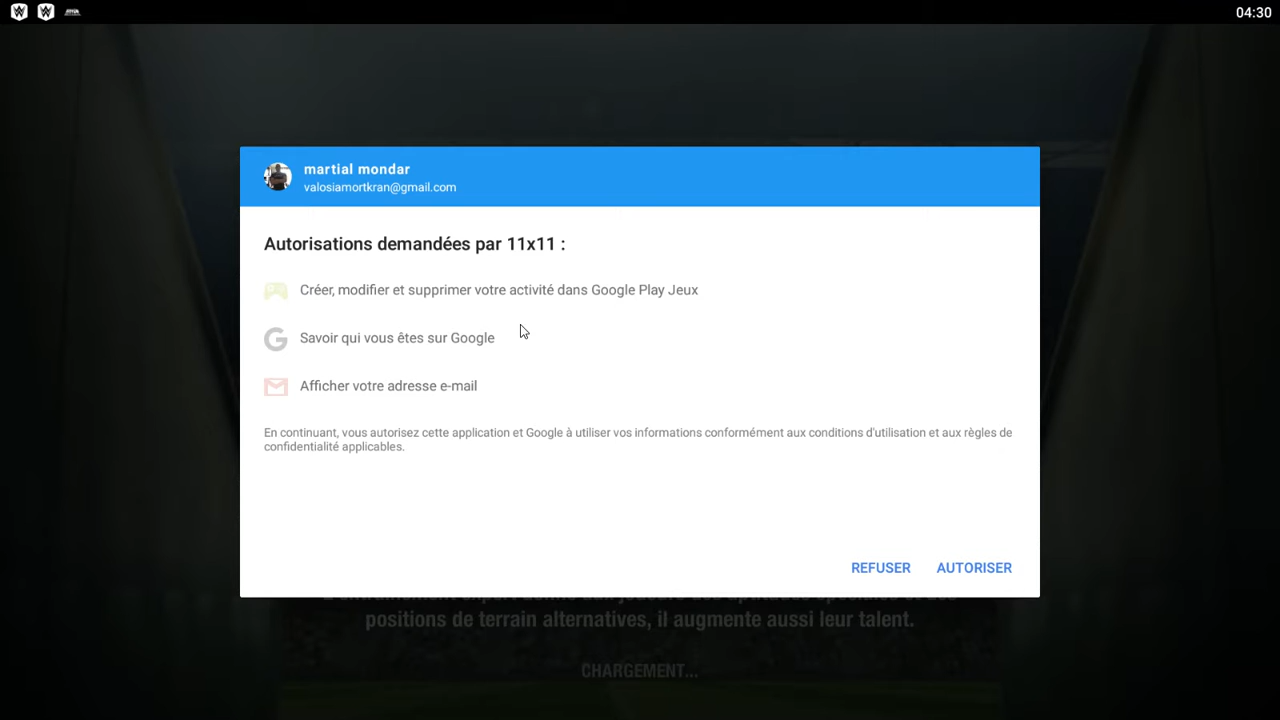 04:30
martial mondar
valosiamortkran@gmail.com
Autorisations demandées par 11x11 :
Créer, modifier et supprimer votre activité dans Google Play Jeux
Savoir qui vous êtes sur Google
Afficher votre adresse e-mail
En continuant, vous autorisez cette application et Google à utiliser vos informations conformément aux conditions d'utilisation et aux règles de
confidentialité applicables.
REFUSER AUTORISER
positions de terrain alternatives, il augmente aussi leur talent.
CHARGEMENT...